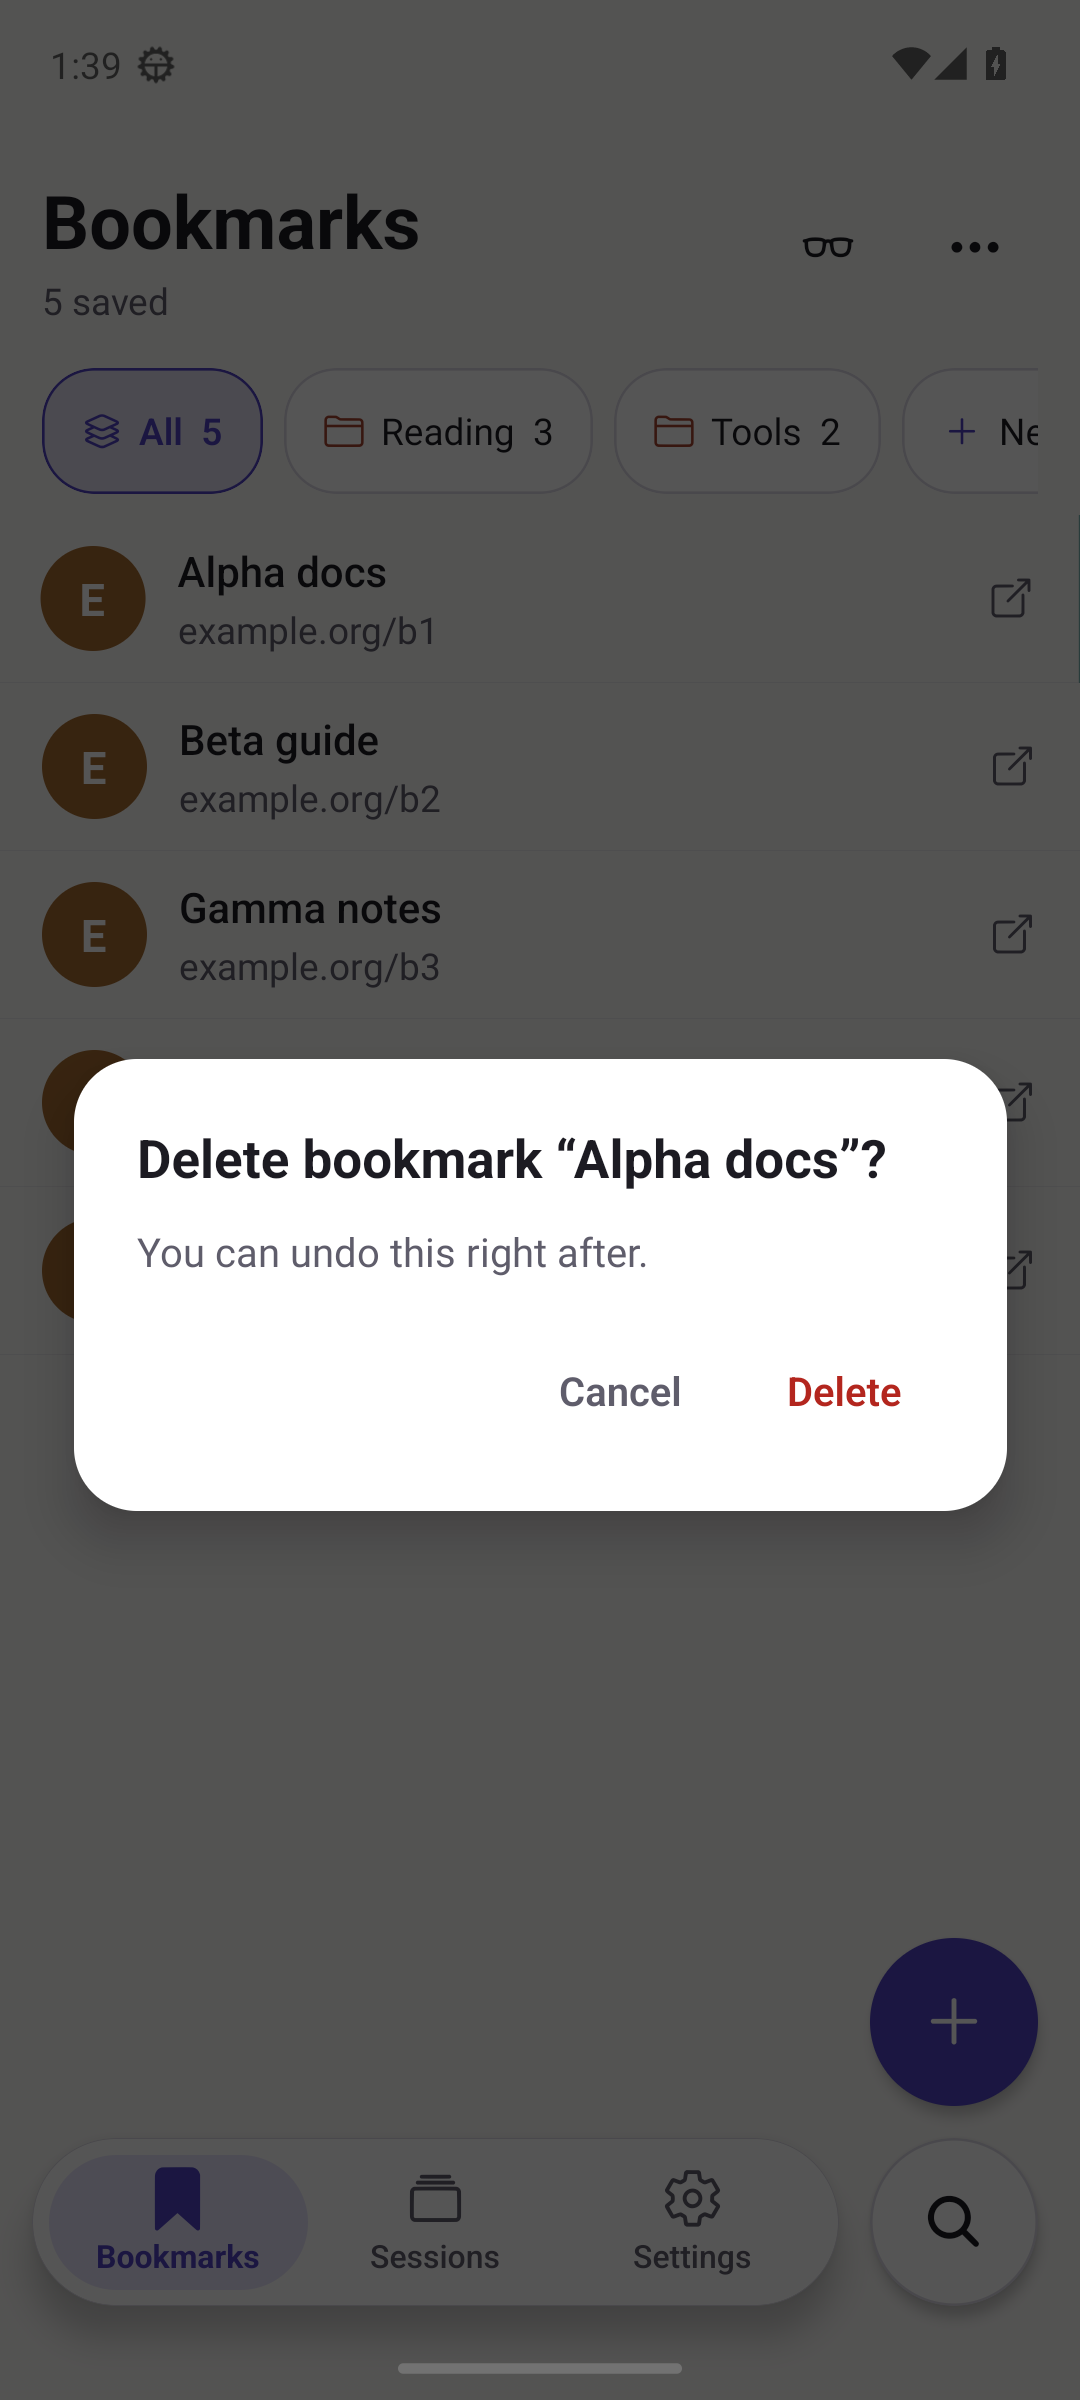 1:39
Bookmarks
5 saved
All 5
Reading 3
Tools 2
Ne
E
Alpha docs
example.org/b1
E
Beta guide
example.org/b2
E
Gamma notes
example.org/b3
Delete bookmark “Alpha docs”?
You can undo this right after.
Cancel
Delete
Bookmarks
Sessions
Settings